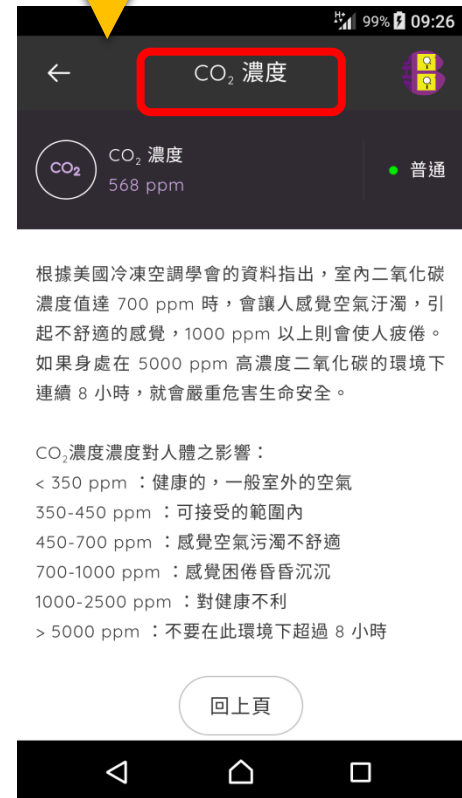 99% 09:26
CO₂ 濃度
CO₂
CO₂ 濃度
568 ppm
普通
根據美國冷凍空調學會的資料指出，室內二氧化碳
濃度值達 700 ppm 時，會讓人感覺空氣汙濁，引
起不舒適的感覺，1000 ppm 以上則會使人疲倦。
如果身處在 5000 ppm 高濃度二氧化碳的環境下
連續 8 小時，就會嚴重危害生命安全。
CO₂濃度濃度對人體之影響：
< 350 ppm ：健康的，一般室外的空氣
350-450 ppm ：可接受的範圍內
450-700 ppm ：感覺空氣污濁不舒適
700-1000 ppm ：感覺困倦昏昏沉沉
1000-2500 ppm ：對健康不利
> 5000 ppm ：不要在此環境下超過 8 小時
回上頁